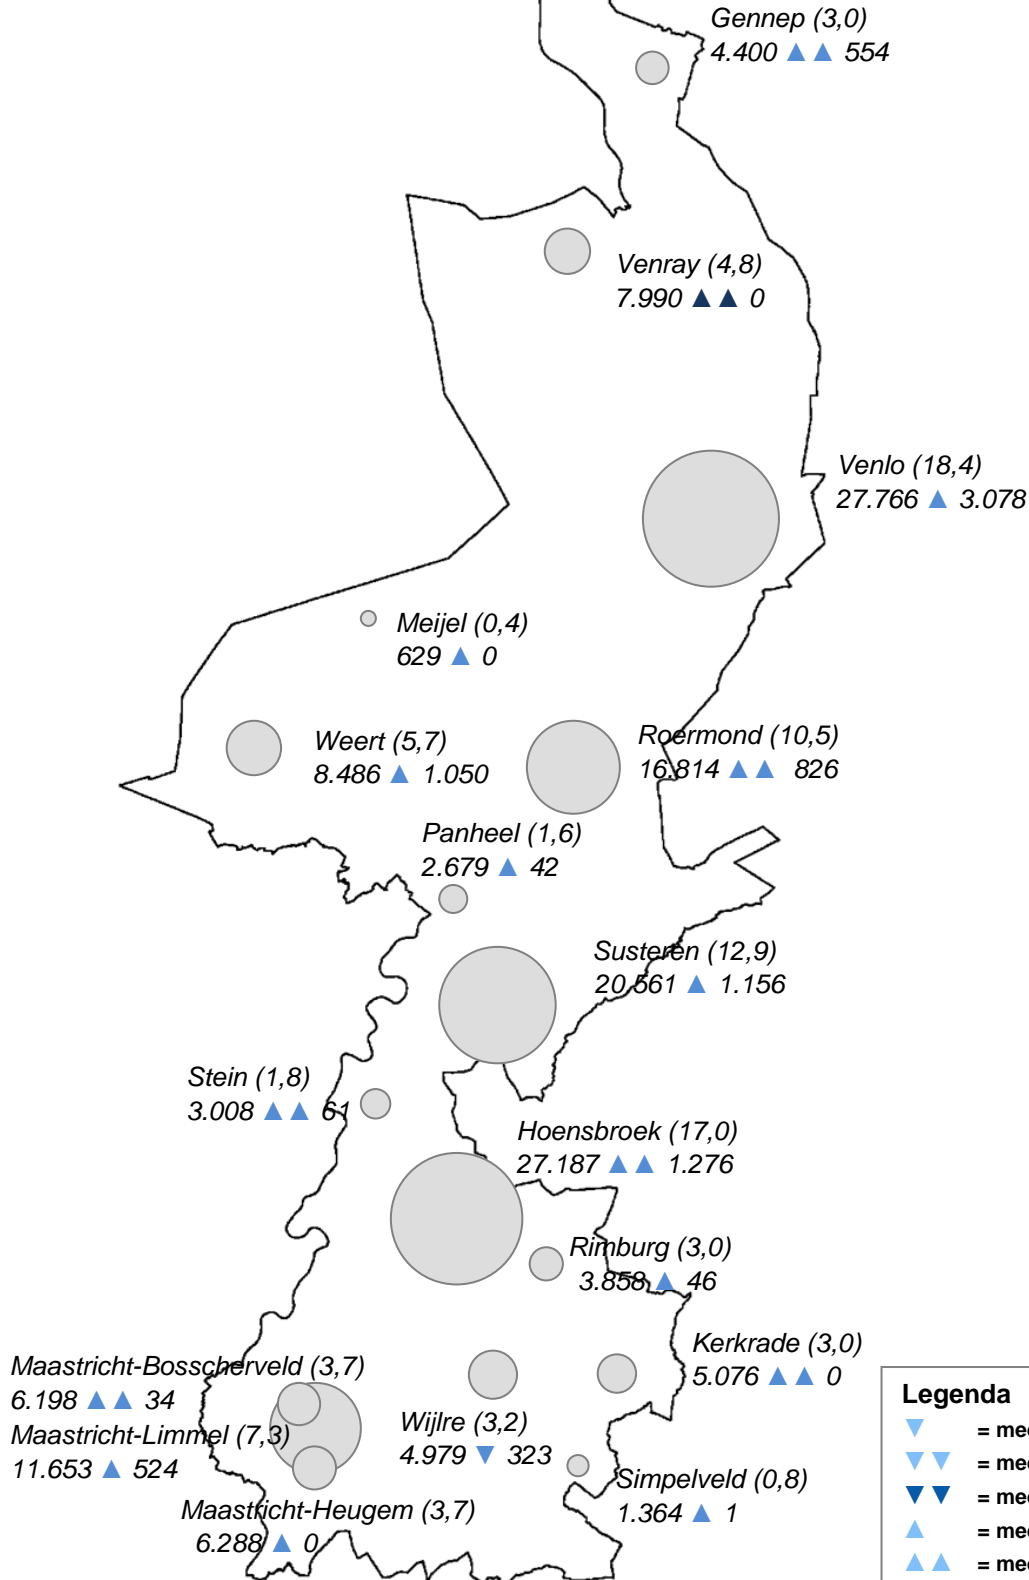 Gennep (3,0)
4.400 ▲ ▲ 554
Venray (4,8)
7.990 ▲ ▲ 0
Venlo (18,4)
27.766 ▲ 3.078
Meijel (0,4)
629 ▲ 0
Weert (5,7)
8.486 ▲ 1.050
Roermond (10,5)
16.814 ▲ ▲ 826
Panheel (1,6)
2.679 ▲ 42
Susteren (12,9)
20.561 ▲ 1.156
Stein (1,8)
3.008 ▲ ▲ 61
Hoensbroek (17,0)
27.187 ▲ ▲ 1.276
Rimburg (3,0)
3.858 ▲ 46
Kerkrade (3,0)
5.076 ▲ ▲ 0
Maastricht-Bosscherveld (3,7)
6.198 ▲ ▲ 34
Maastricht-Limmel (7,3)
11.653 ▲ 524
Wijlre (3,2)
4.979 ▼ 323
Simpelveld (0,8)
1.364 ▲ 1
Maastricht-Heugem (3,7)
6.288 ▲ 0
Legenda
▼ =
▼ ▼ =
▼ ▼ =
▲ =
▲ ▲ =